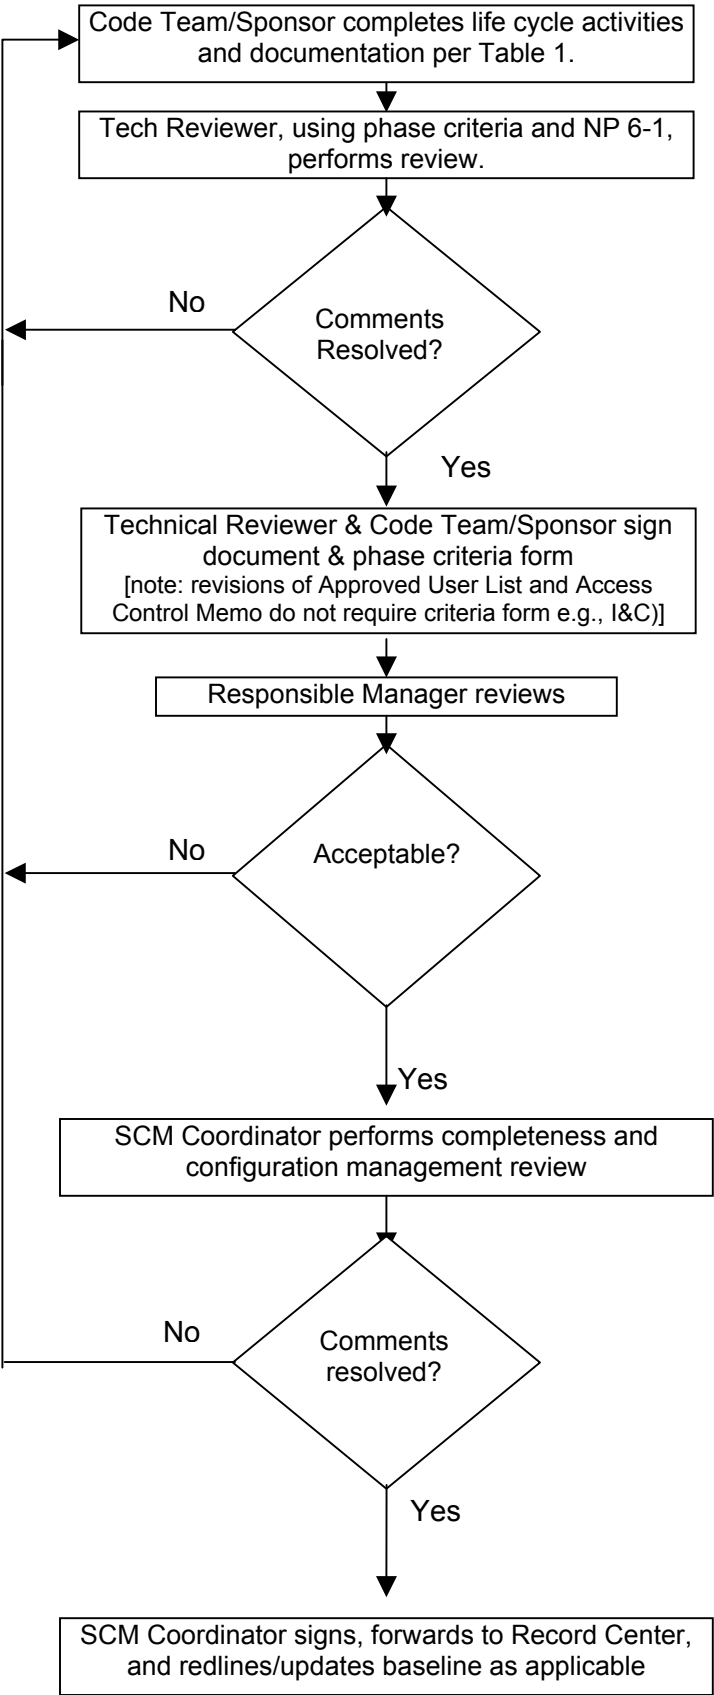 Code Team/Sponsor completes life cycle activities
and documentation per Table 1.
Tech Reviewer, using phase criteria and NP 6-1,
performs review.
No
Comments
Resolved?
Yes
Technical Reviewer & Code Team/Sponsor sign
document & phase criteria form
[note: revisions of Approved User List and Access
Control Memo do not require criteria form e.g., I&C)]
Responsible Manager reviews
No
Acceptable?
Yes
SCM Coordinator performs completeness and
configuration management review
No
Comments
resolved?
Yes
SCM Coordinator signs, forwards to Record Center,
and redlines/updates baseline as applicable